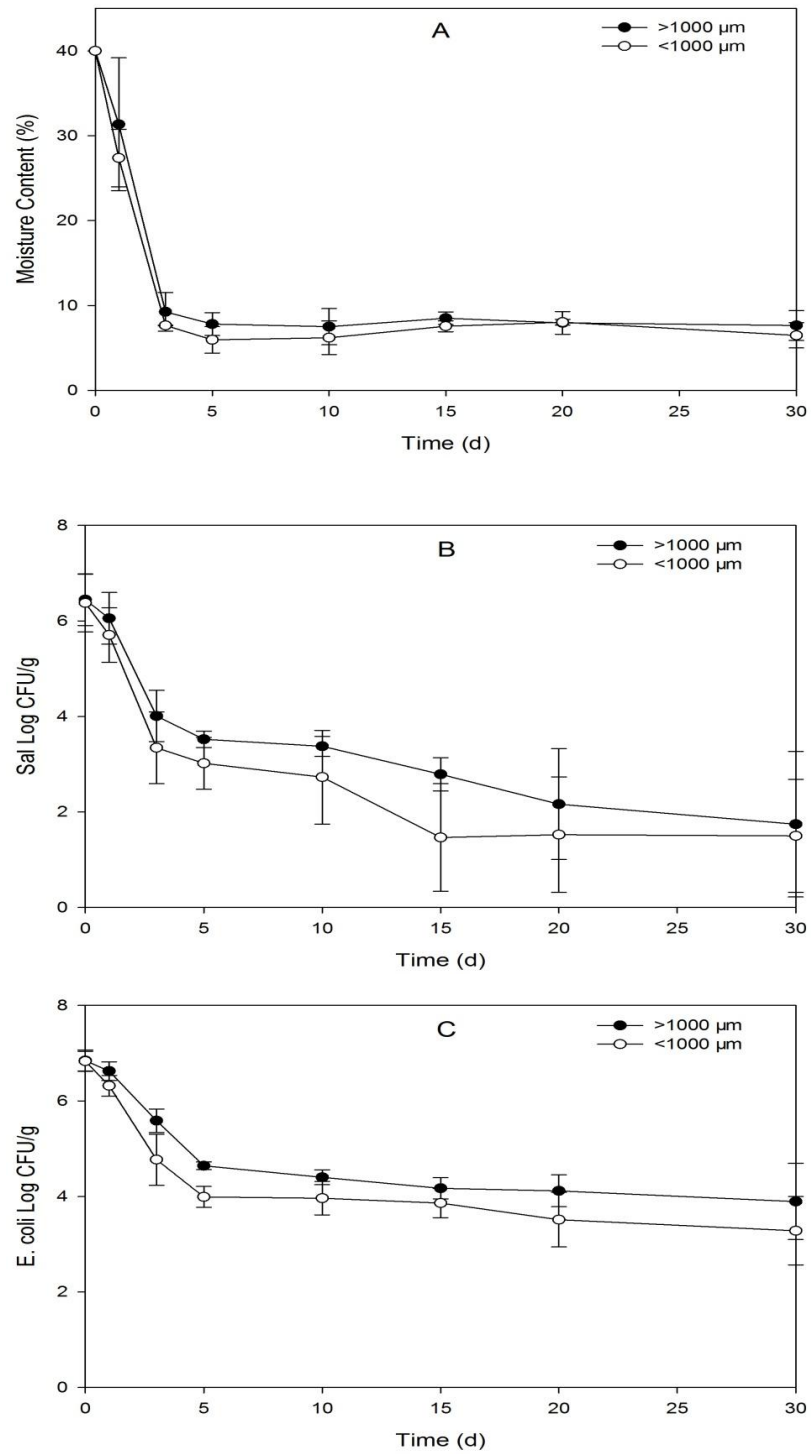 A
>1000 µm
<1000 µm
40
30
20
10
0
Moisture Content (%)
0 5 10 15 20 25 30
Time (d)
B
>1000 µm
<1000 µm
8
6
4
2
0
Sal Log CFU/g
0 5 10 15 20 25 30
Time (d)
C
>1000 µm
<1000 µm
8
6
4
2
0
E. coli Log CFU/g
0 5 10 15 20 25 30
Time (d)